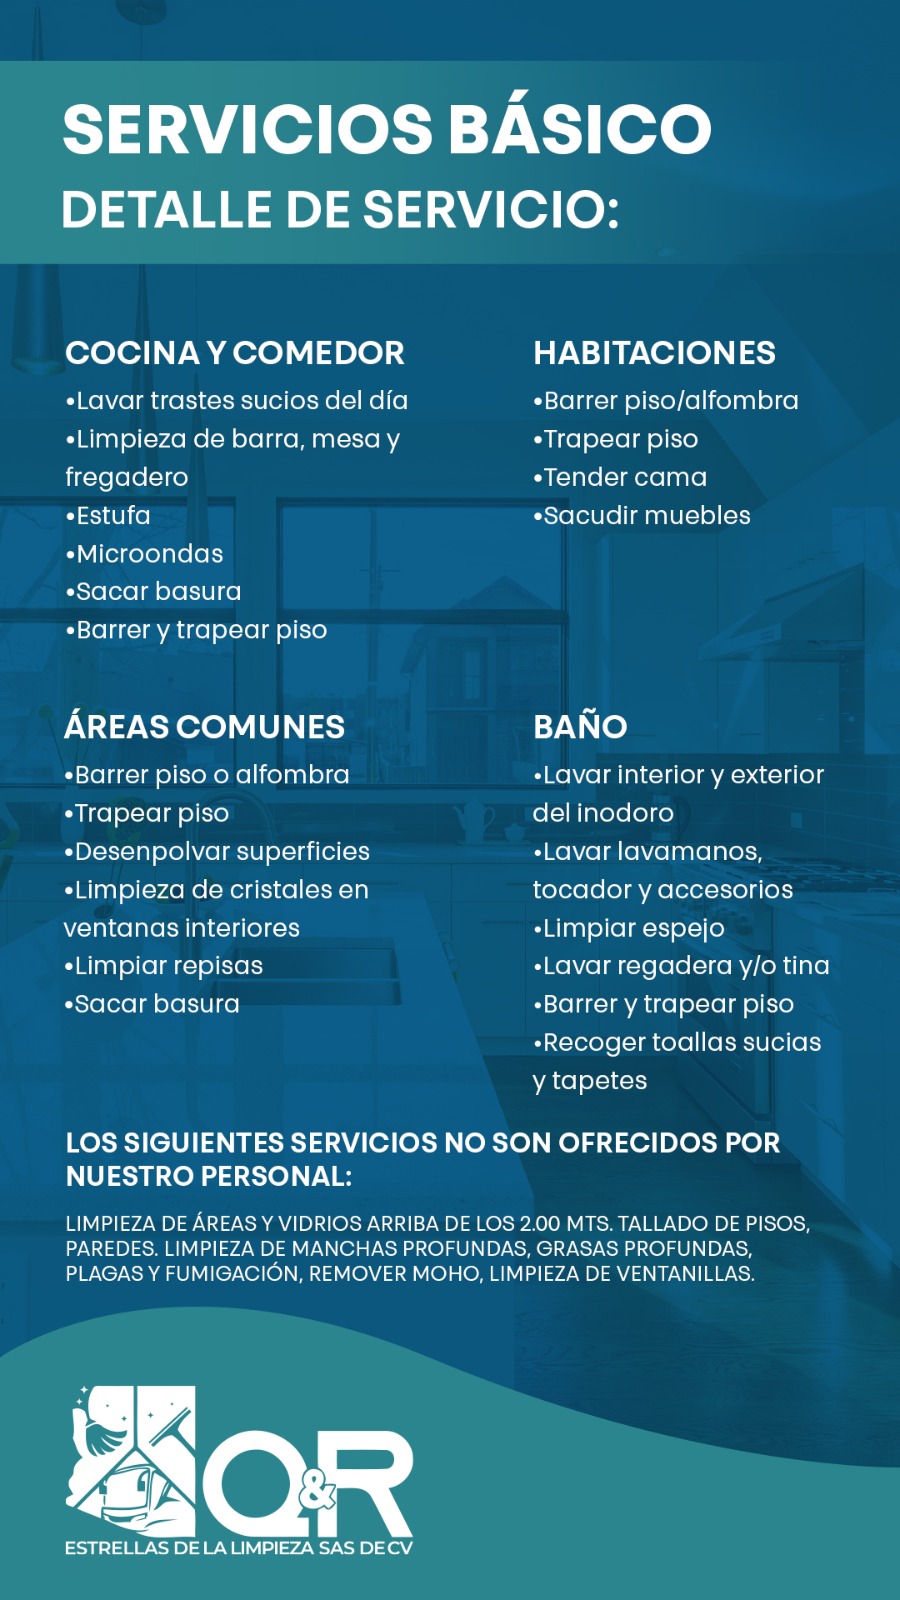 SERVICIOS BÁSICO
DETALLE DE SERVICIO:
COCINA Y COMEDOR
•Lavar trastes sucios del día
•Limpieza de barra, mesa y
fregadero
•Estufa
•Microondas
•Sacar basura
•Barrer y trapear piso
HABITACIONES
•Barrer piso/alfombra
•Trapear piso
•Tender cama
•Sacudir muebles
ÁREAS COMUNES
•Barrer piso o alfombra
•Trapear piso
•Desenpolvar superficies
•Limpieza de cristales en
ventanas interiores
•Limpiar repisas
•Sacar basura
BAÑO
•Lavar interior y exterior
del inodoro
•Lavar lavamanos,
tocador y accesorios
•Limpiar espejo
•Lavar regadera y/o tina
•Barrer y trapear piso
•Recoger toallas sucias
y tapetes
LOS SIGUIENTES SERVICIOS NO SON OFRECIDOS POR
NUESTRO PERSONAL:
LIMPIEZA DE ÁREAS Y VIDRIOS ARRIBA DE LOS 2.00 MTS. TALLADO DE PISOS,
PAREDES. LIMPIEZA DE MANCHAS PROFUNDAS, GRASAS PROFUNDAS,
PLAGAS Y FUMIGACIÓN, REMOVER MOHO, LIMPIEZA DE VENTANILLAS.
Q&R
ESTRELLAS DE LA LIMPIEZA SAS DE CV